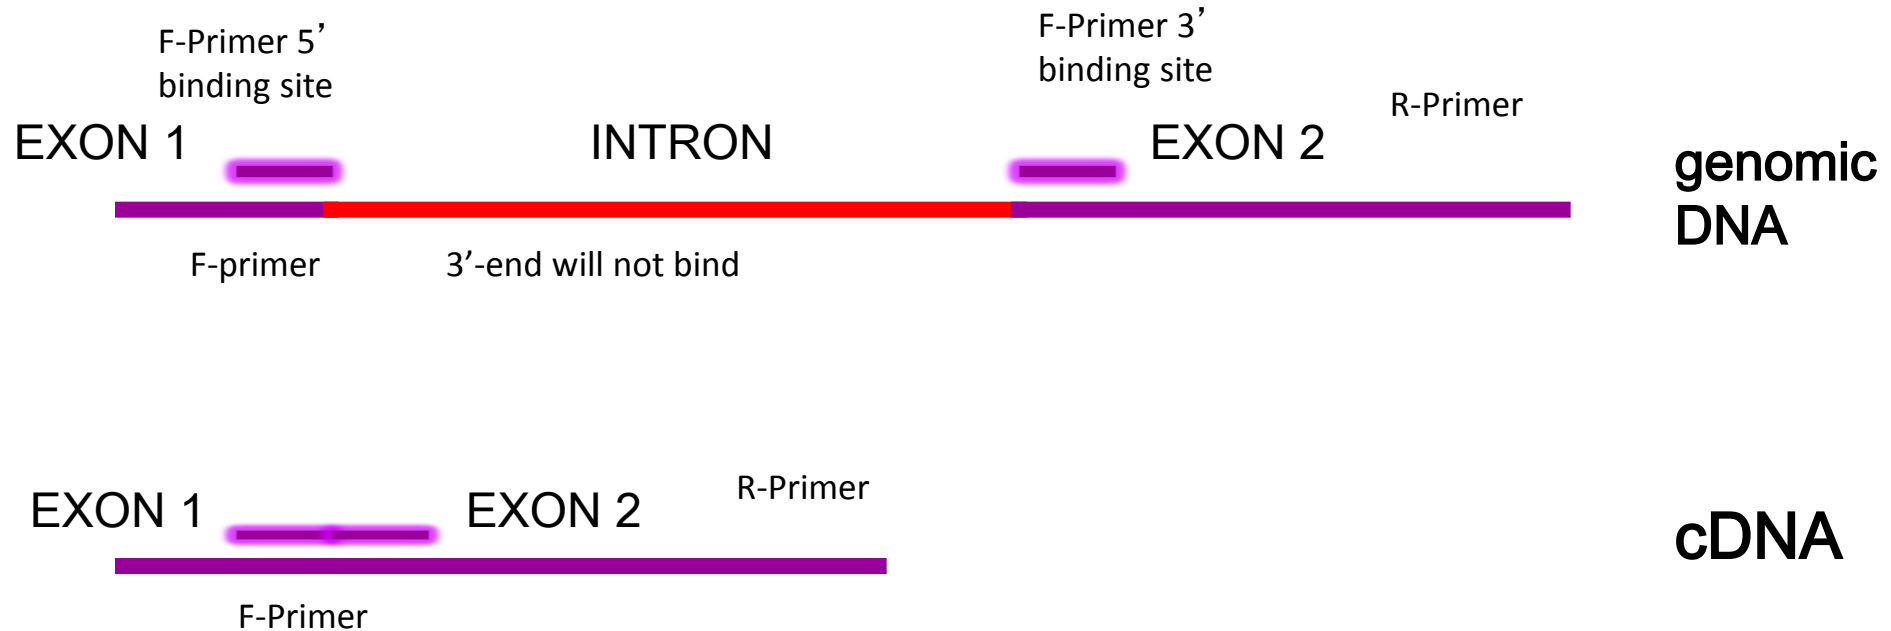 F-Primer 5’
binding site
F-Primer 3’
binding site
R-Primer
EXON 1
INTRON
EXON 2
genomic
DNA
F-primer
3’-end will not bind
R-Primer
EXON 1
EXON 2
cDNA
F-Primer